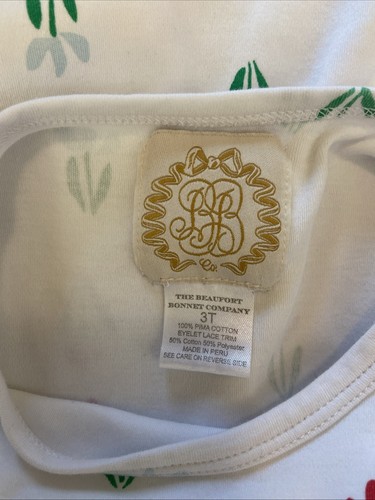 BB
Co.
THE BEAUFORT
BONNET COMPANY
3T
100% PIMA COTTON
EYELET LACE TRIM
50% Cotton 50% Polyester
MADE IN PERU
SEE CARE ON REVERSE SIDE